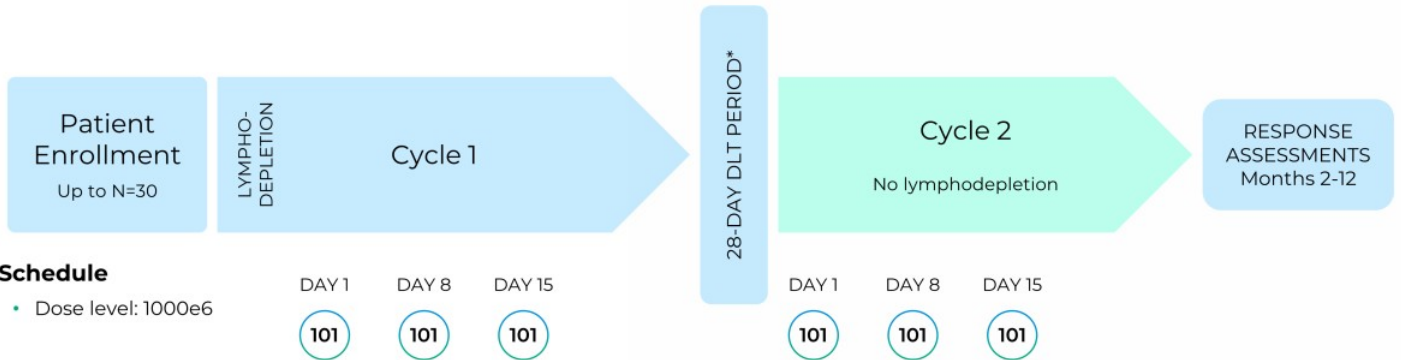 Patient
Enrollment
Up to N=30
LYMPHO-
DEPLETION
Cycle 1
28-DAY DLT PERIOD*
Cycle 2
No lymphodepletion
RESPONSE
ASSESSMENTS
Months 2-12
Schedule
• Dose level: 1000e6
DAY 1 DAY 8 DAY 15
101 101 101
DAY 1 DAY 8 DAY 15
101 101 101